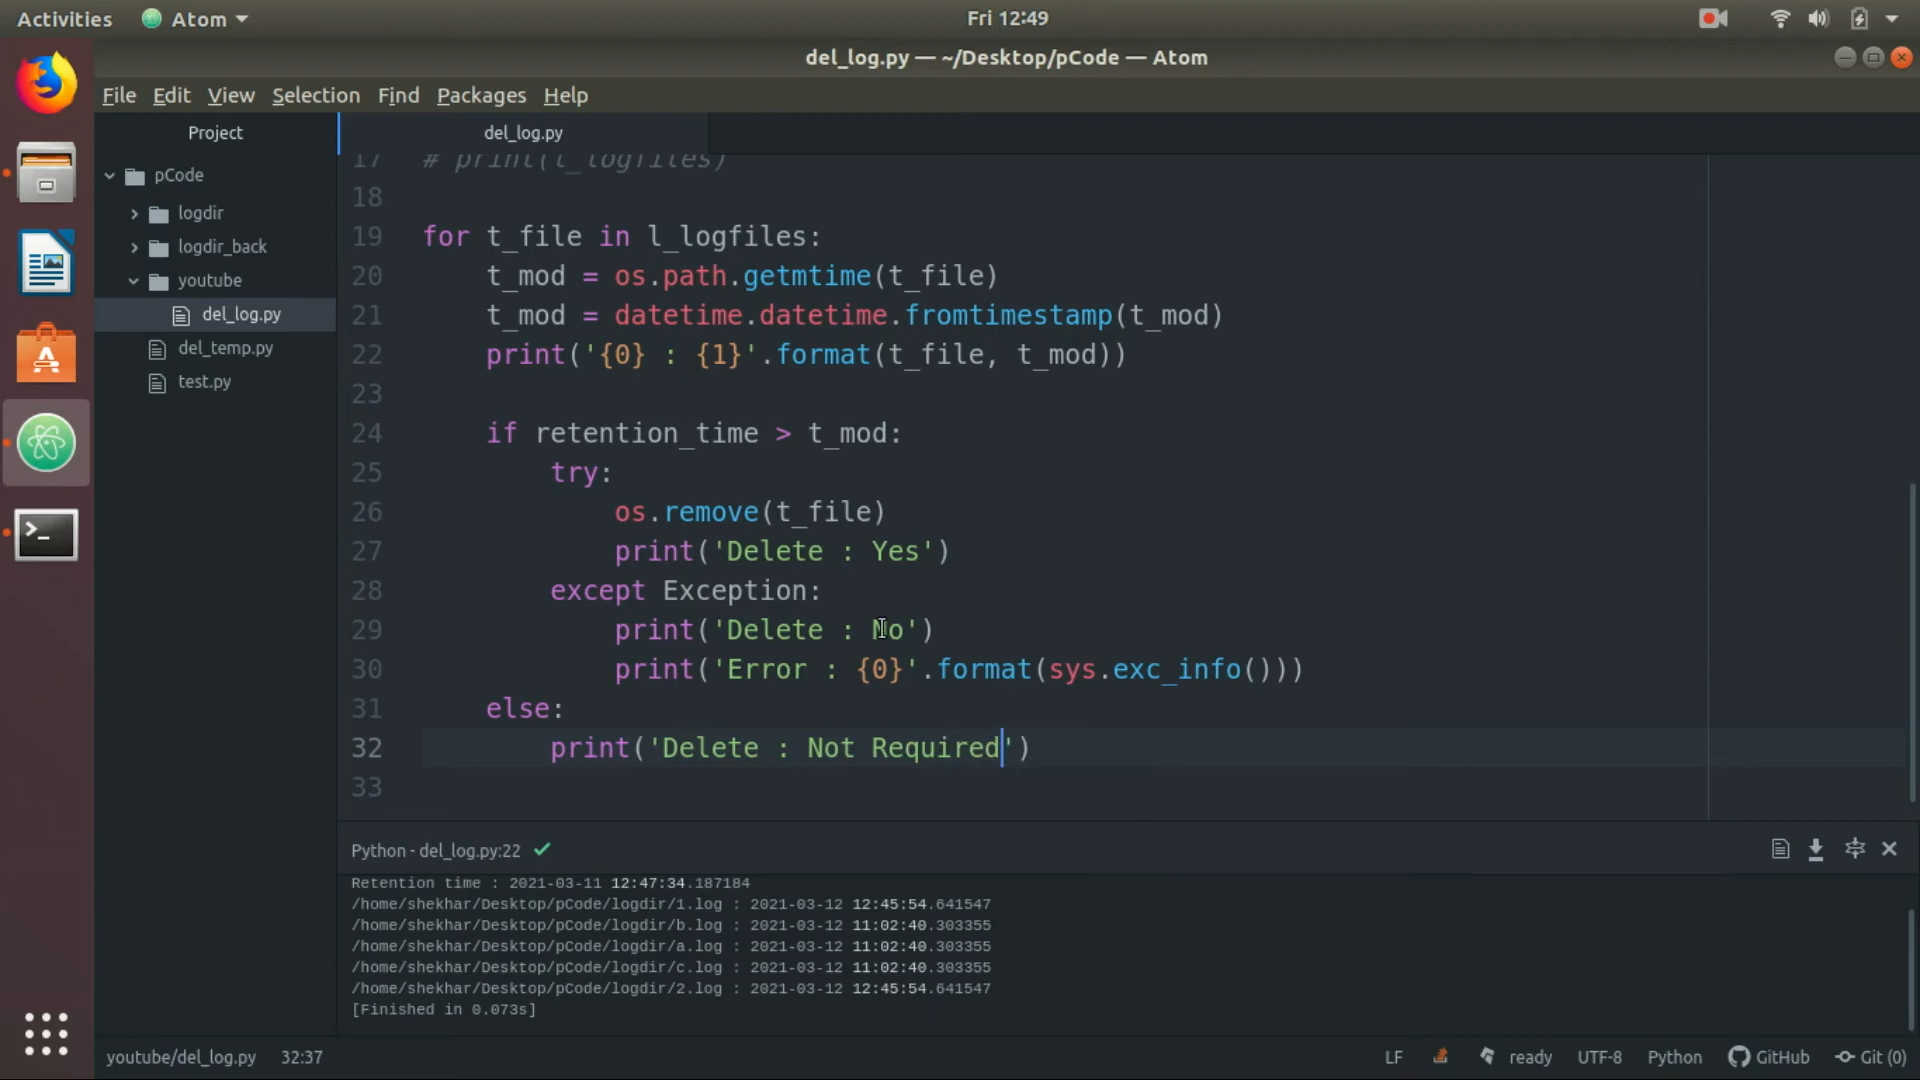 Activities
Atom
Fri 12:49
del_log.py — ~/Desktop/pCode — Atom
File Edit View Selection Find Packages Help
Project
pCode
logdir
logdir_back
youtube
del_log.py
del_temp.py
test.py
del_log.py
17 # print(t_logfiles)
18
19 for t_file in l_logfiles:
20 t_mod = os.path.getmtime(t_file)
21 t_mod = datetime.datetime.fromtimestamp(t_mod)
22 print('{0} : {1}'.format(t_file, t_mod))
23
24 if retention_time > t_mod:
25 try:
26 os.remove(t_file)
27 print('Delete : Yes')
28 except Exception:
29 print('Delete : No')
30 print('Error : {0}'.format(sys.exc_info()))
31 else:
32 print('Delete : Not Required')
33
Python - del_log.py:22
Retention time : 2021-03-11 12:47:34.187184
/home/shekhar/Desktop/pCode/logdir/1.log : 2021-03-12 12:45:54.641547
/home/shekhar/Desktop/pCode/logdir/b.log : 2021-03-12 11:02:40.303355
/home/shekhar/Desktop/pCode/logdir/a.log : 2021-03-12 11:02:40.303355
/home/shekhar/Desktop/pCode/logdir/c.log : 2021-03-12 11:02:40.303355
/home/shekhar/Desktop/pCode/logdir/2.log : 2021-03-12 12:45:54.641547
[Finished in 0.073s]
youtube/del_log.py 32:37
LF ready UTF-8 Python GitHub Git (0)